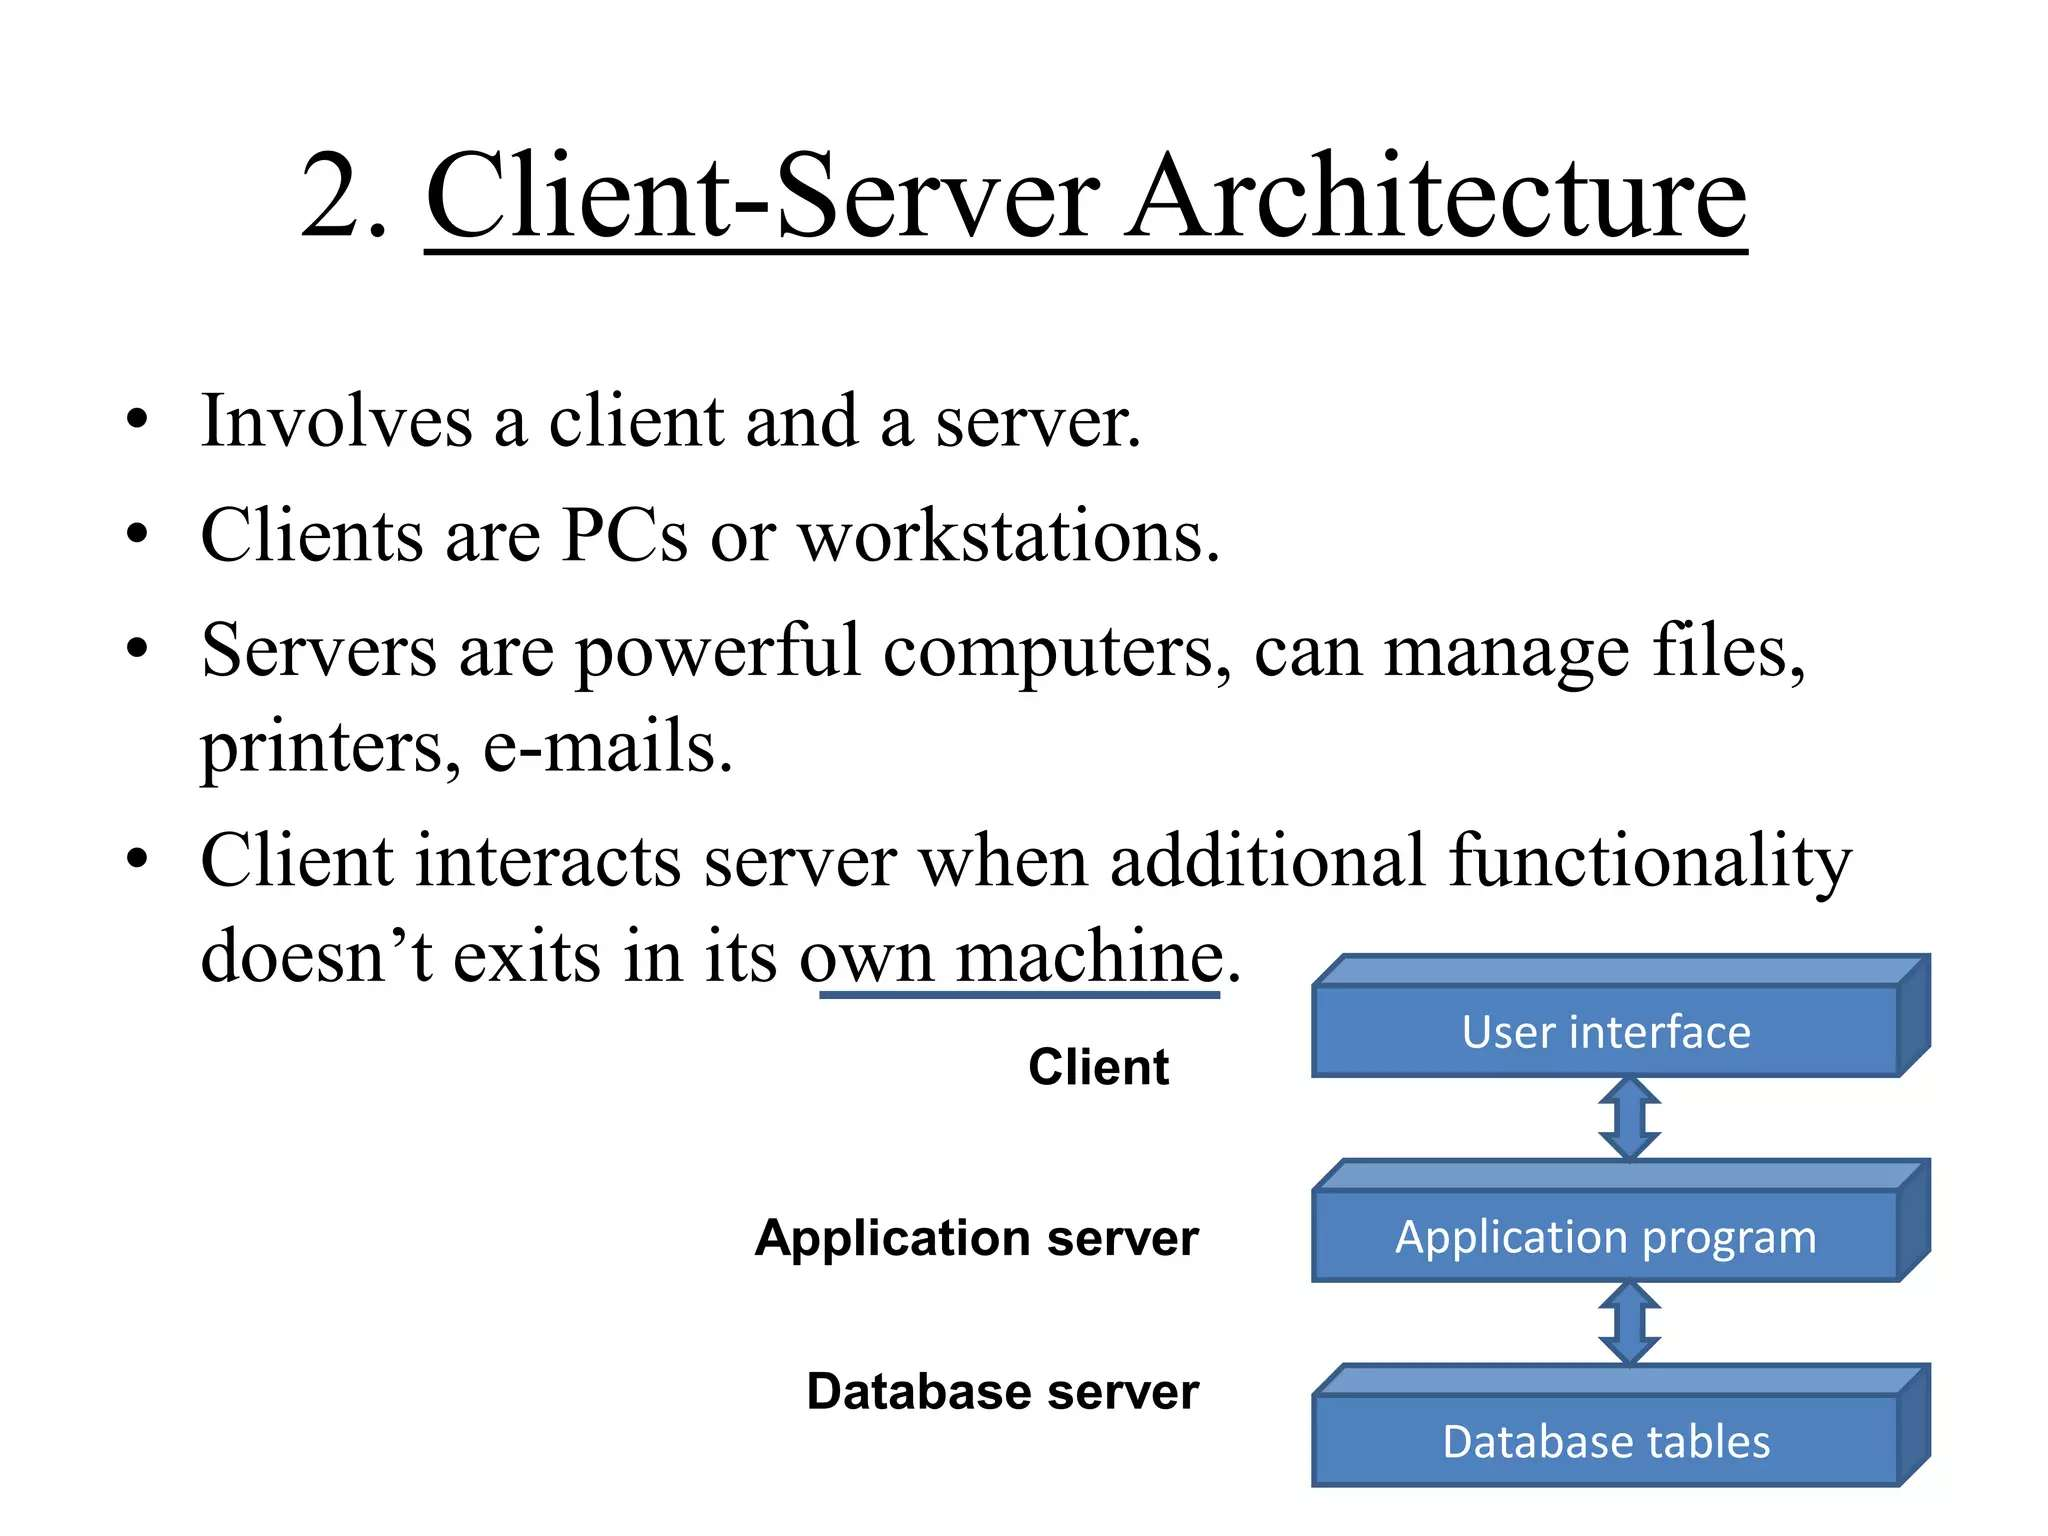 2. Client-Server Architecture
• Involves a client and a server.
• Clients are PCs or workstations.
• Servers are powerful computers, can manage files,
printers, e-mails.
• Client interacts server when additional functionality
doesn’t exits in its own machine.
User interface
Client
Application server
Application program
Database server
Database tables